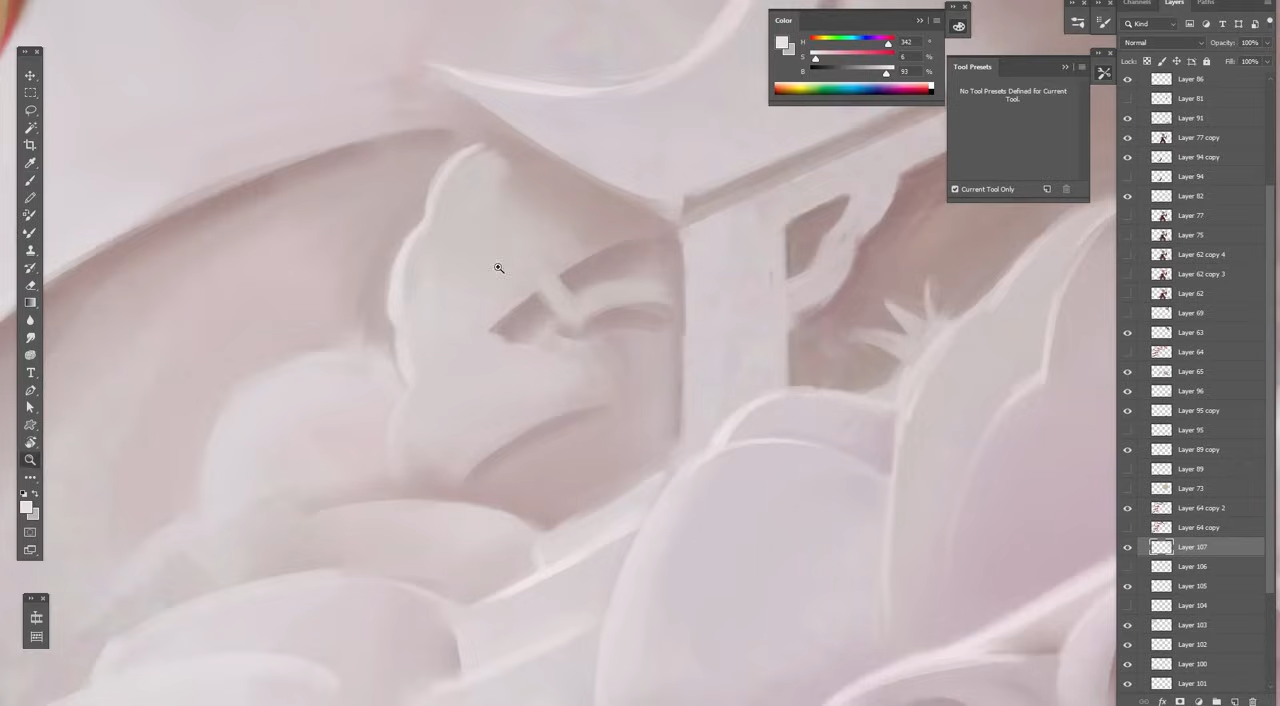 Color
H 342 °
S 6 %
B 93 %
Tool Presets
No Tool Presets Defined for Current
Tool.
Current Tool Only
Channels Layers Paths
Kind
Normal Opacity: 100%
Lock: Fill: 100%
Layer 86
Layer 81
Layer 91
Layer 77 copy
Layer 94 copy
Layer 94
Layer 82
Layer 77
Layer 75
Layer 62 copy 4
Layer 62 copy 3
Layer 62
Layer 69
Layer 63
Layer 64
Layer 65
Layer 96
Layer 95 copy
Layer 95
Layer 89 copy
Layer 89
Layer 73
Layer 64 copy 2
Layer 64 copy
Layer 107
Layer 106
Layer 105
Layer 104
Layer 103
Layer 102
Layer 100
Layer 101
fx